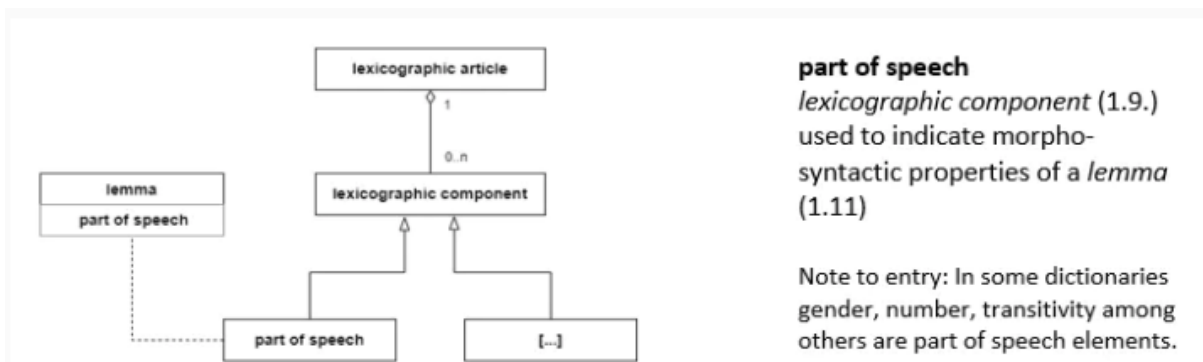 lexicographic article
1
0..n
lemma
part of speech
lexicographic component
part of speech
[...]
part of speech
lexicographic component (1.9.)
used to indicate morpho-
syntactic properties of a lemma
(1.11)
Note to entry: In some dictionaries
gender, number, transitivity among
others are part of speech elements.